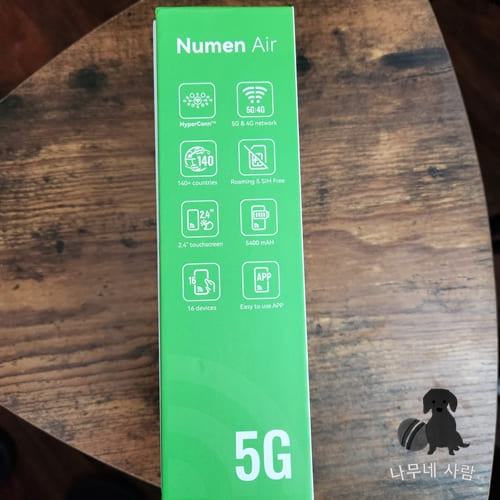 Numen Air
HyperConn™
5G:4G
5G & 4G network
140
140+ countries
Roaming & SIM Free
2.4"
2.4" touchscreen
5400 mAH
16
16 devices
APP
Easy to use APP
5G
나무네 사람